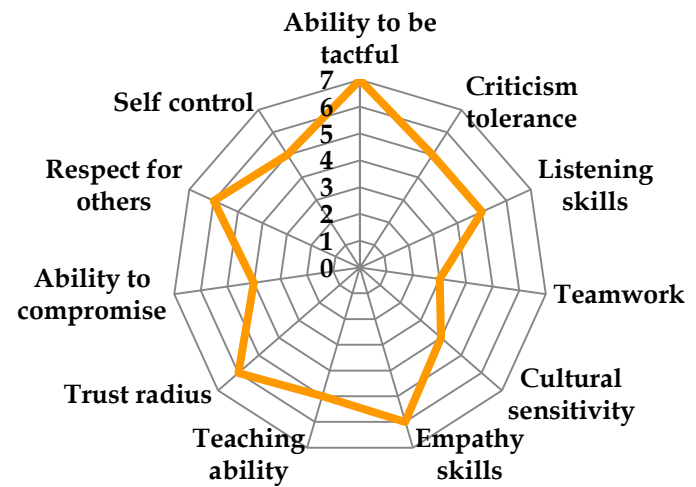 Ability to be
tactful
Criticism
tolerance
Listening
skills
Teamwork
Cultural
sensitivity
Empathy
skills
Teaching
ability
Trust radius
Ability to
compromise
Respect for
others
Self control
7
6
5
4
3
2
1
0